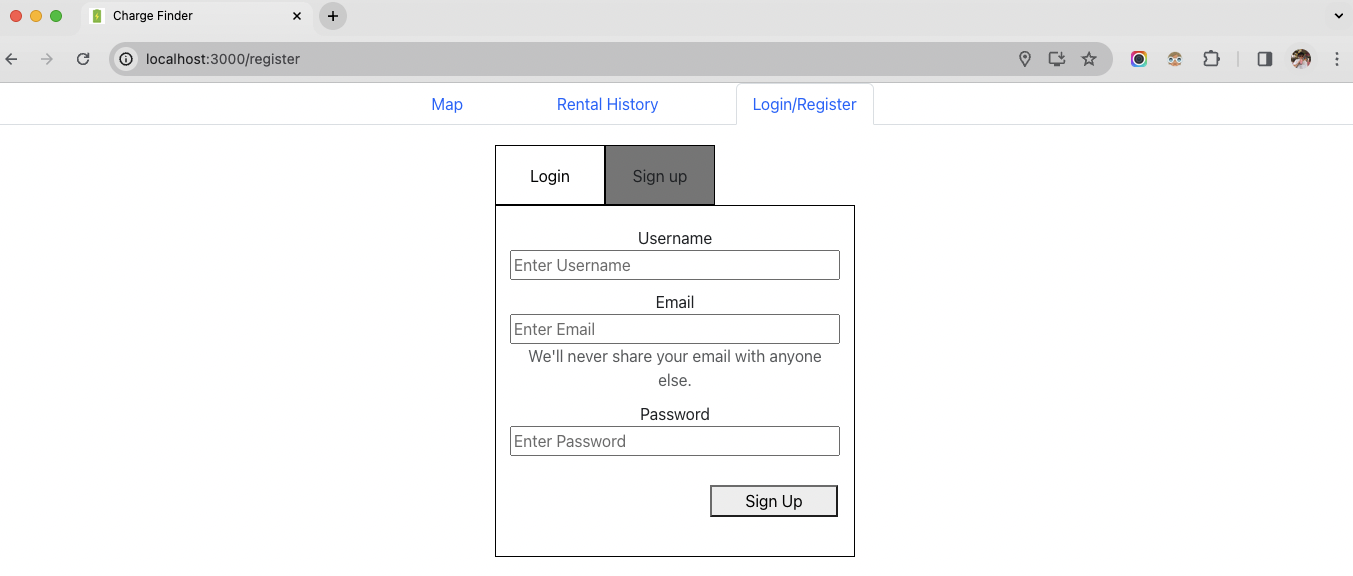 Charge Finder
localhost:3000/register
Map Rental History Login/Register
Login Sign up
Username
Enter Username
Email
Enter Email
We'll never share your email with anyone
else.
Password
Enter Password
Sign Up